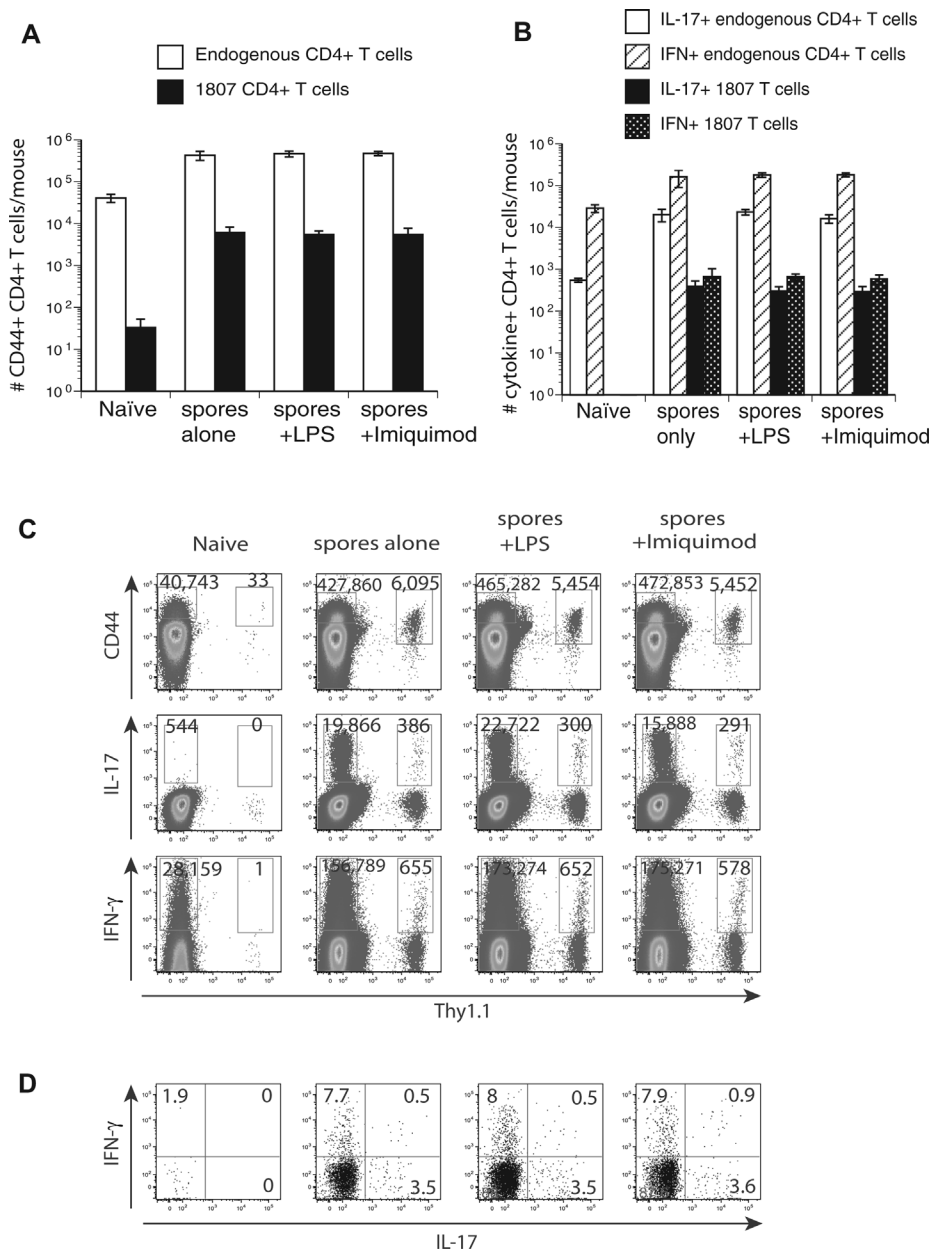 A
Endogenous CD4+ T cells
1807 CD4+ T cells
# CD44+ CD4+ T cells/mouse
10^6
10^5
10^4
10^3
10^2
10^1
10^0
Naïve
spores alone
spores +LPS
spores +Imiquimod
B
IL-17+ endogenous CD4+ T cells
IFN+ endogenous CD4+ T cells
IL-17+ 1807 T cells
IFN+ 1807 T cells
# cytokine+ CD4+ T cells/mouse
10^6
10^5
10^4
10^3
10^2
10^1
10^0
Naïve
spores only
spores +LPS
spores +Imiquimod
C
Naive
spores alone
spores +LPS
spores +Imiquimod
CD44
40,743 33
427,860 6,095
465,282 5,454
472,853 5,452
IL-17
544 0
19,866 386
22,722 300
15,888 291
IFN-γ
28,159 1
156,789 655
173,274 652
173,271 578
Thy1.1
D
IFN-γ
1.9 0
0
7.7 0.5
3.5
8 0.5
3.5
7.9 0.9
3.6
IL-17